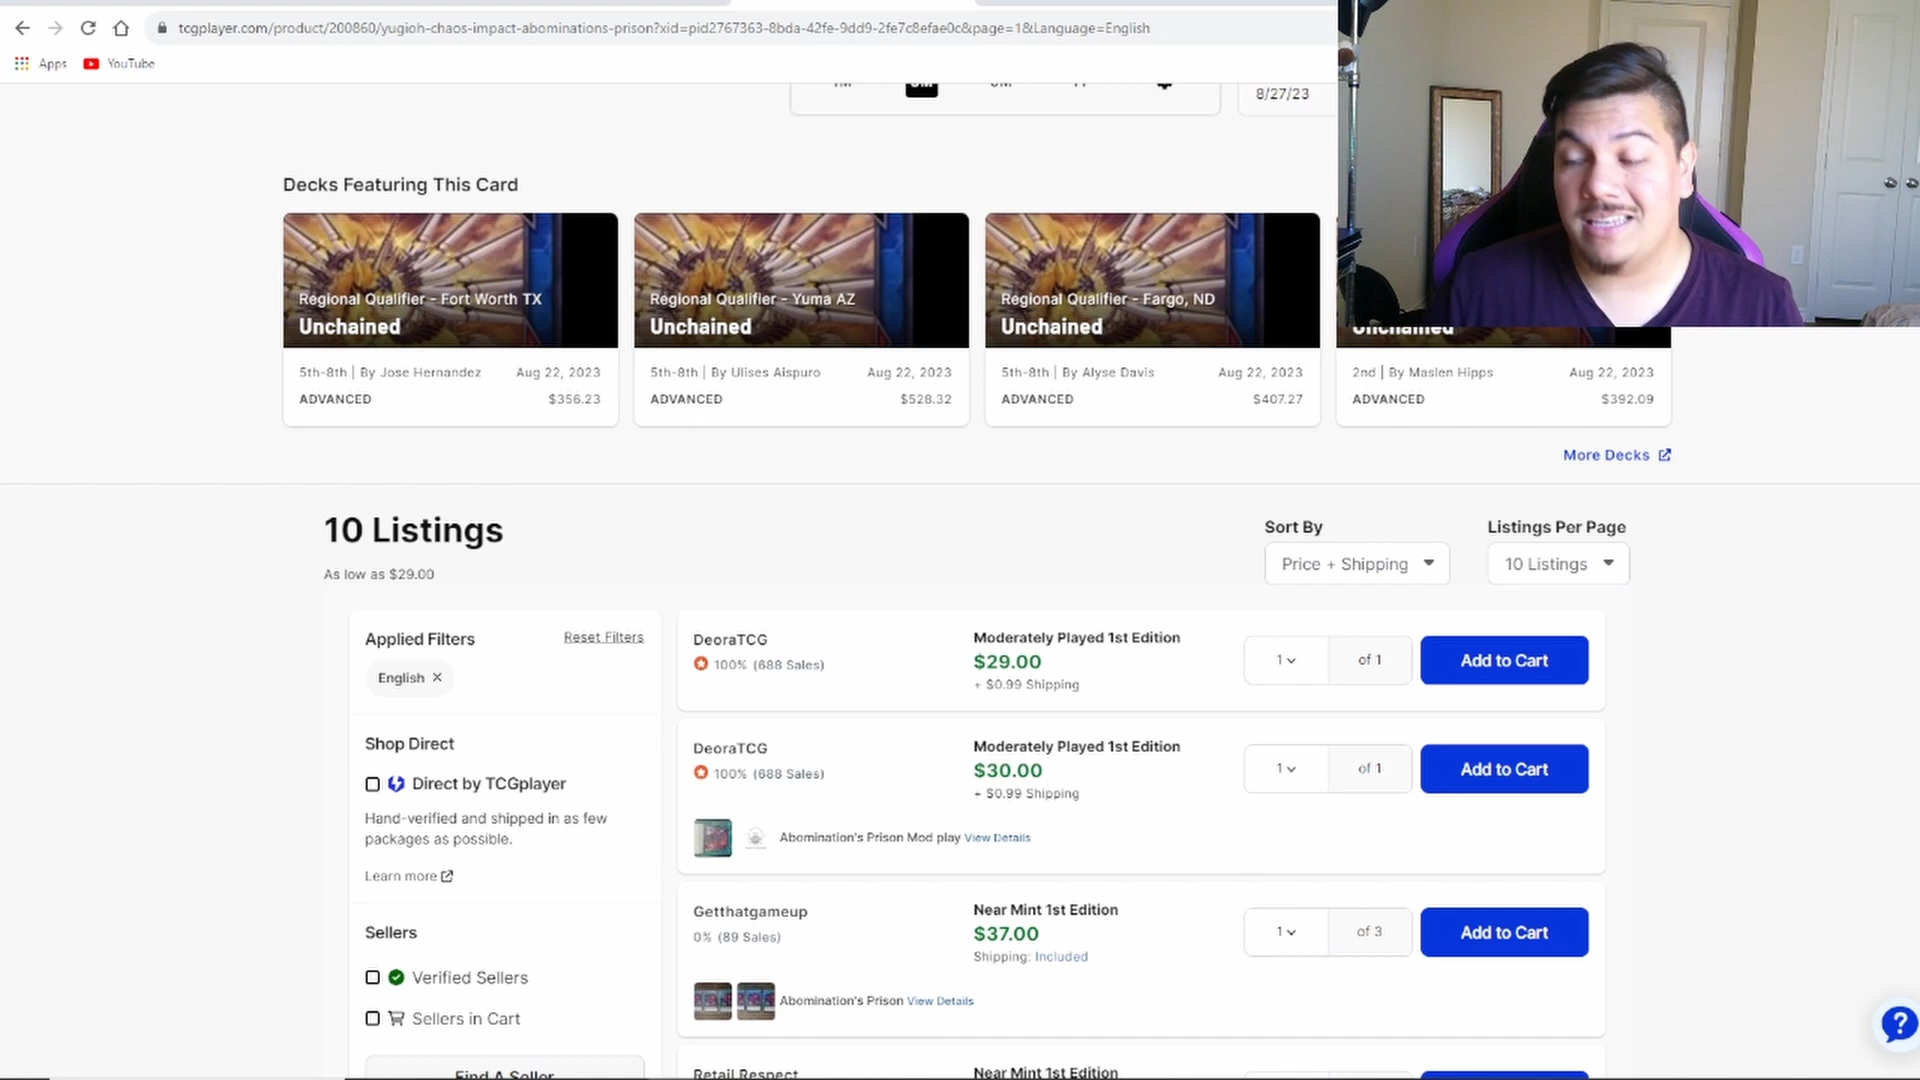 tcgplayer.com/product/200860/yugioh-chaos-impact-abominations-prison?xid=pid2767363-8bda-42fe-9dd9-2fe7c8efae0c&page=1&Language=English
Apps YouTube
8/27/23
Decks Featuring This Card
Regional Qualifier - Fort Worth TX
Unchained
5th-8th | By Jose Hernandez Aug 22, 2023
ADVANCED $356.23
Regional Qualifier - Yuma AZ
Unchained
5th-8th | By Ulises Aispuro Aug 22, 2023
ADVANCED $528.32
Regional Qualifier - Fargo, ND
Unchained
5th-8th | By Alyse Davis Aug 22, 2023
ADVANCED $407.27
Unchained
2nd | By Maslen Hipps Aug 22, 2023
ADVANCED $392.09
More Decks
10 Listings
As low as $29.00
Sort By
Price + Shipping
Listings Per Page
10 Listings
Applied Filters Reset Filters
English ×
Shop Direct
Direct by TCGplayer
Hand-verified and shipped in as few
packages as possible.
Learn more
Sellers
Verified Sellers
Sellers in Cart
Find A Seller
DeoraTCG
100% (688 Sales)
Moderately Played 1st Edition
$29.00
+ $0.99 Shipping
1 of 1
Add to Cart
DeoraTCG
100% (688 Sales)
Moderately Played 1st Edition
$30.00
+ $0.99 Shipping
1 of 1
Add to Cart
Abomination's Prison Mod play View Details
Getthatgameup
0% (89 Sales)
Near Mint 1st Edition
$37.00
Shipping: Included
1 of 3
Add to Cart
Abomination's Prison View Details
Retail Respect
Near Mint 1st Edition
?